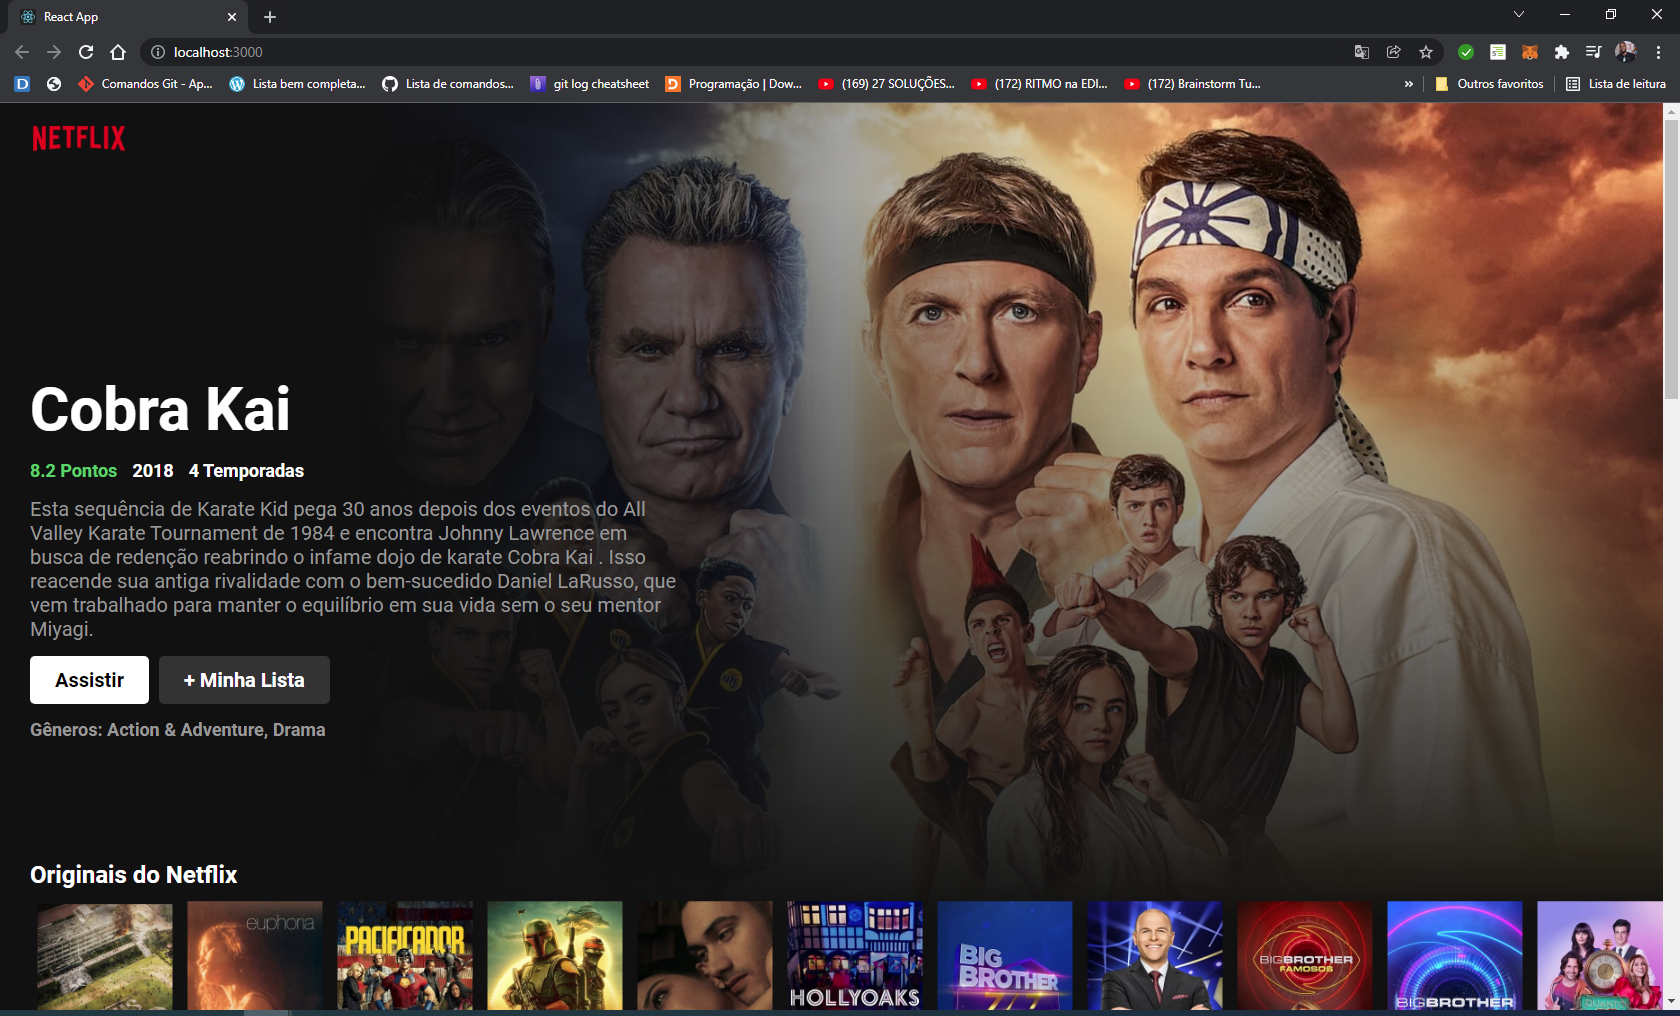 React App
localhost:3000
Comandos Git - Ap...
Lista bem completa...
Lista de comandos...
git log cheatsheet
Programação | Dow...
(169) 27 SOLUÇÕES...
(172) RITMO na EDI...
(172) Brainstorm Tu...
»
Outros favoritos
Lista de leitura
NETFLIX
Cobra Kai
8.2 Pontos 2018 4 Temporadas
Esta sequência de Karate Kid pega 30 anos depois dos eventos do All
Valley Karate Tournament de 1984 e encontra Johnny Lawrence em
busca de redenção reabrindo o infame dojo de karate Cobra Kai . Isso
reacende sua antiga rivalidade com o bem-sucedido Daniel LaRusso, que
vem trabalhado para manter o equilíbrio em sua vida sem o seu mentor
Miyagi.
Assistir
+ Minha Lista
Gêneros: Action & Adventure, Drama
Originais do Netflix
euphoria
PACIFICADOR
HOLLYOAKS
BIG
BROTHER
BIGBROTHER
FAMOSOS
BIGBROTHER